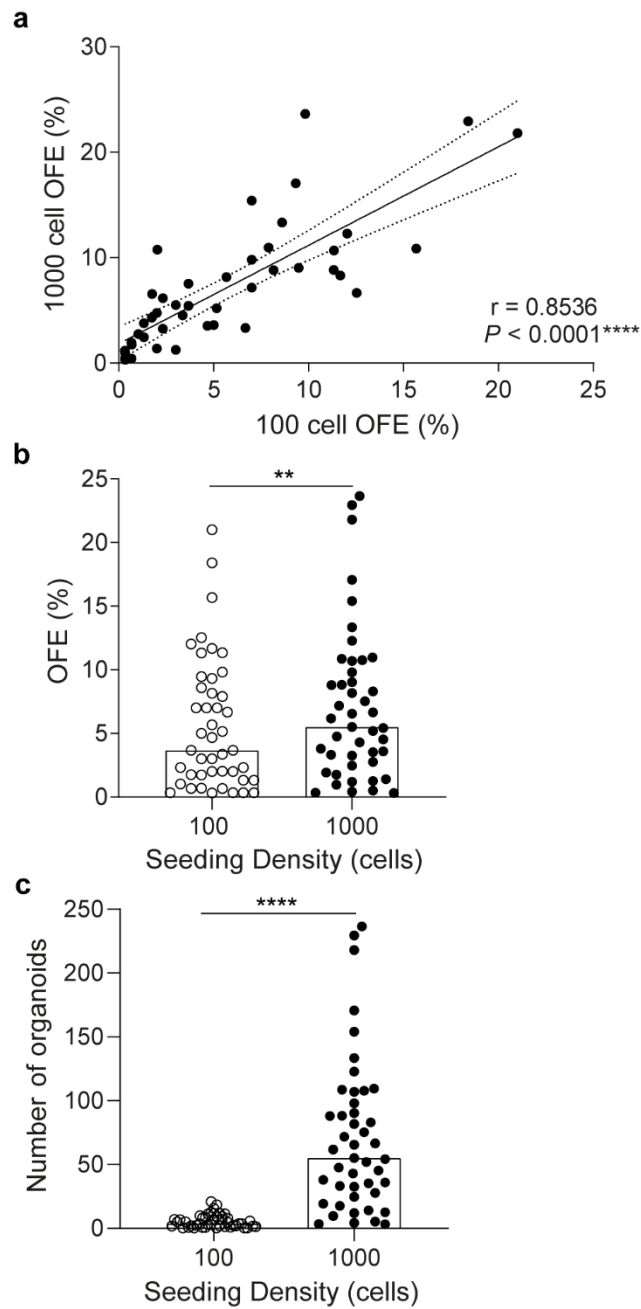 a
30
20
10
0
1000 cell OFE (%)
r = 0.8536
P < 0.0001****
0 5 10 15 20 25
100 cell OFE (%)
b
**
25
20
15
10
5
0
OFE (%)
100 1000
Seeding Density (cells)
c
****
250
200
150
100
50
0
Number of organoids
100 1000
Seeding Density (cells)